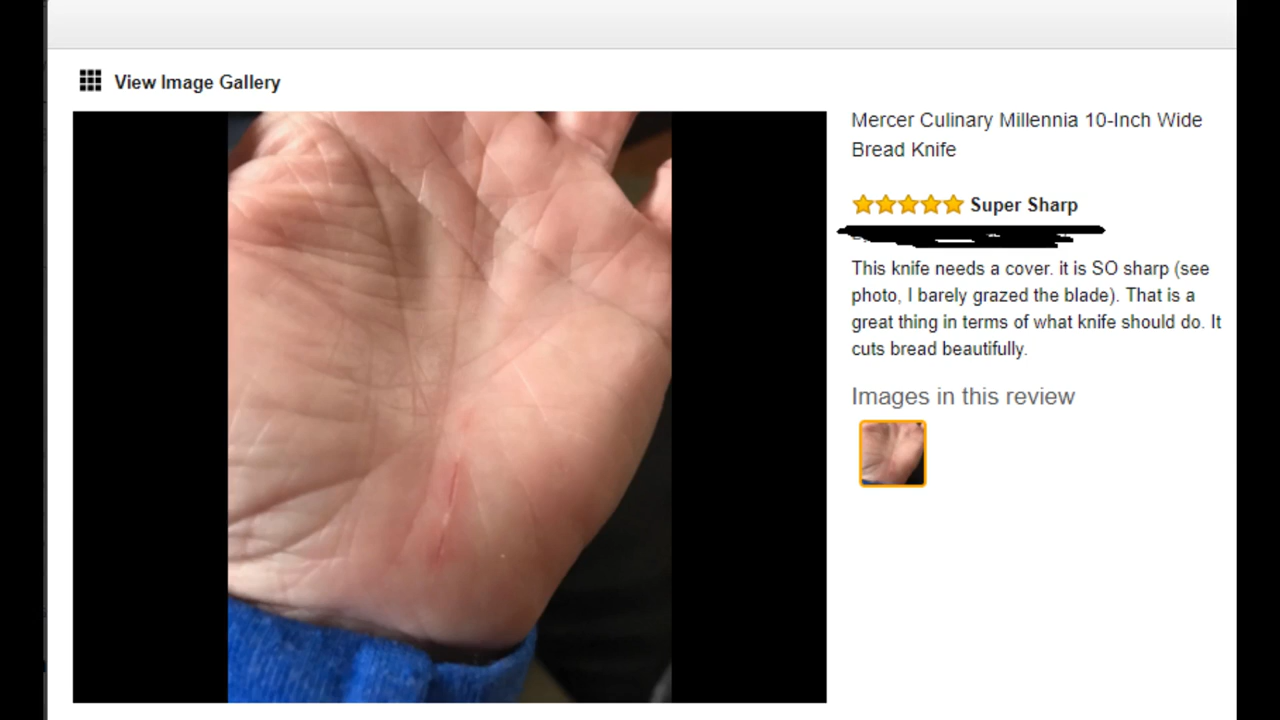 View Image Gallery
Mercer Culinary Millennia 10-Inch Wide
Bread Knife
Super Sharp
This knife needs a cover. it is SO sharp (see
photo, I barely grazed the blade). That is a
great thing in terms of what knife should do. It
cuts bread beautifully.
Images in this review